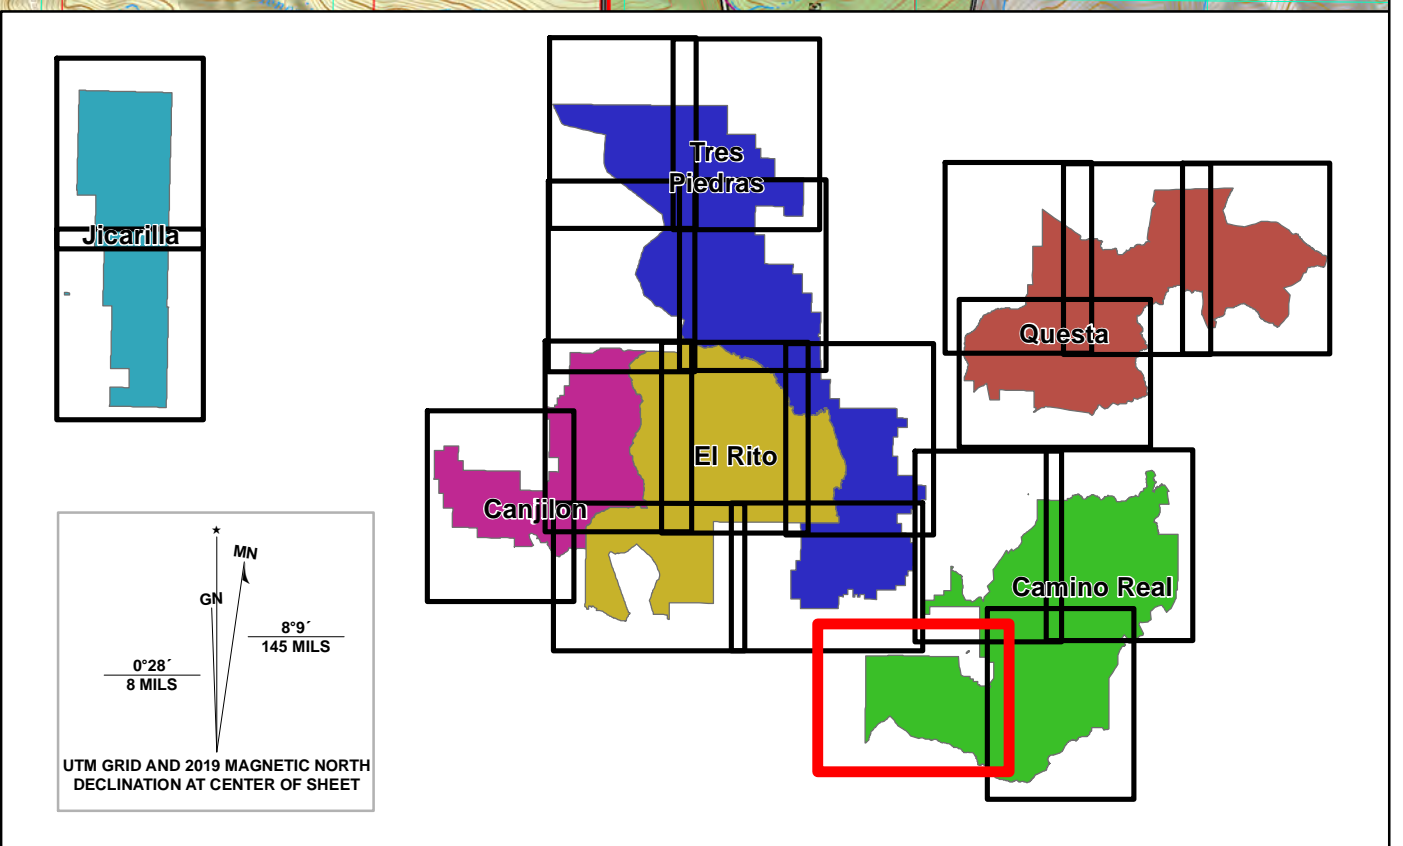 Tres
Piedras
Jicarilla
Questa
El Rito
Canjilon
Camino Real
★
MN
GN
8°9´
145 MILS
0°28´
8 MILS
UTM GRID AND 2019 MAGNETIC NORTH
DECLINATION AT CENTER OF SHEET